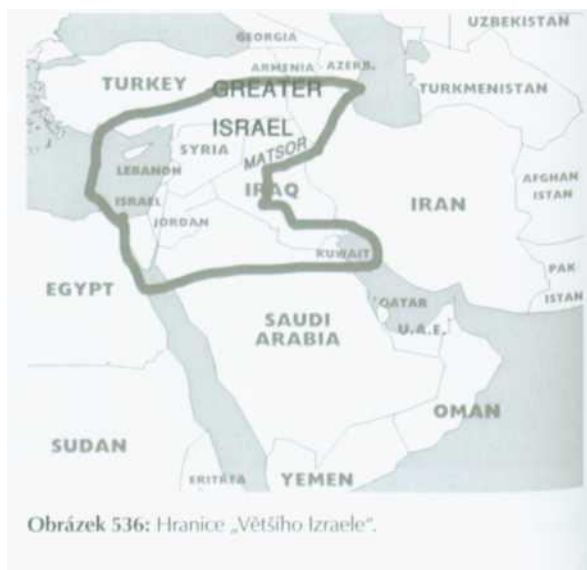 UZBEKISTAN
GEORGIA
ARMENIA
AZERB.
TURKEY
GREATER
TURKMENISTAN
ISRAEL
SYRIA
MATSOR
LEBANON
AFGHAN
ISTAN
IRAQ
ISRAEL
IRAN
JORDAN
KUWAIT
EGYPT
PAK
ISTAN
QATAR
SAUDI
ARABIA
U.A.E.
OMAN
SUDAN
ERITREA
YEMEN
Obrázek 536: Hranice „Většího Izraele“.